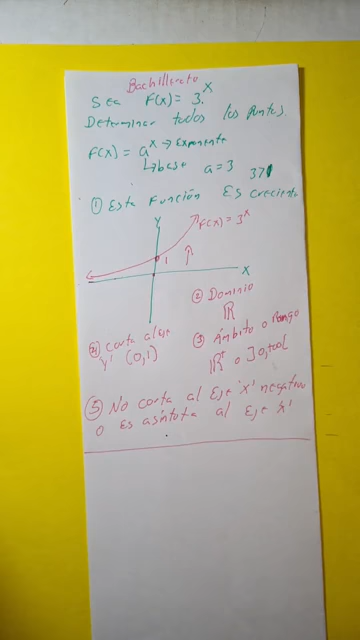 Bachillerato
Sea F(x) = 3.^x
Determinar todos los puntos.
F(x) = a^x → Exponente
↳ base a = 3 3>1
① Esta Función Es creciente
Y
F(x) = 3^x
1
X
② Dominio
ℝ
③ Ámbito o Rango
ℝ⁺ o ]0,+∞[
④ Corta al eje
'Y' (0,1)
⑤ No corta al Eje 'X' negativo
o Es asíntota al Eje 'X'